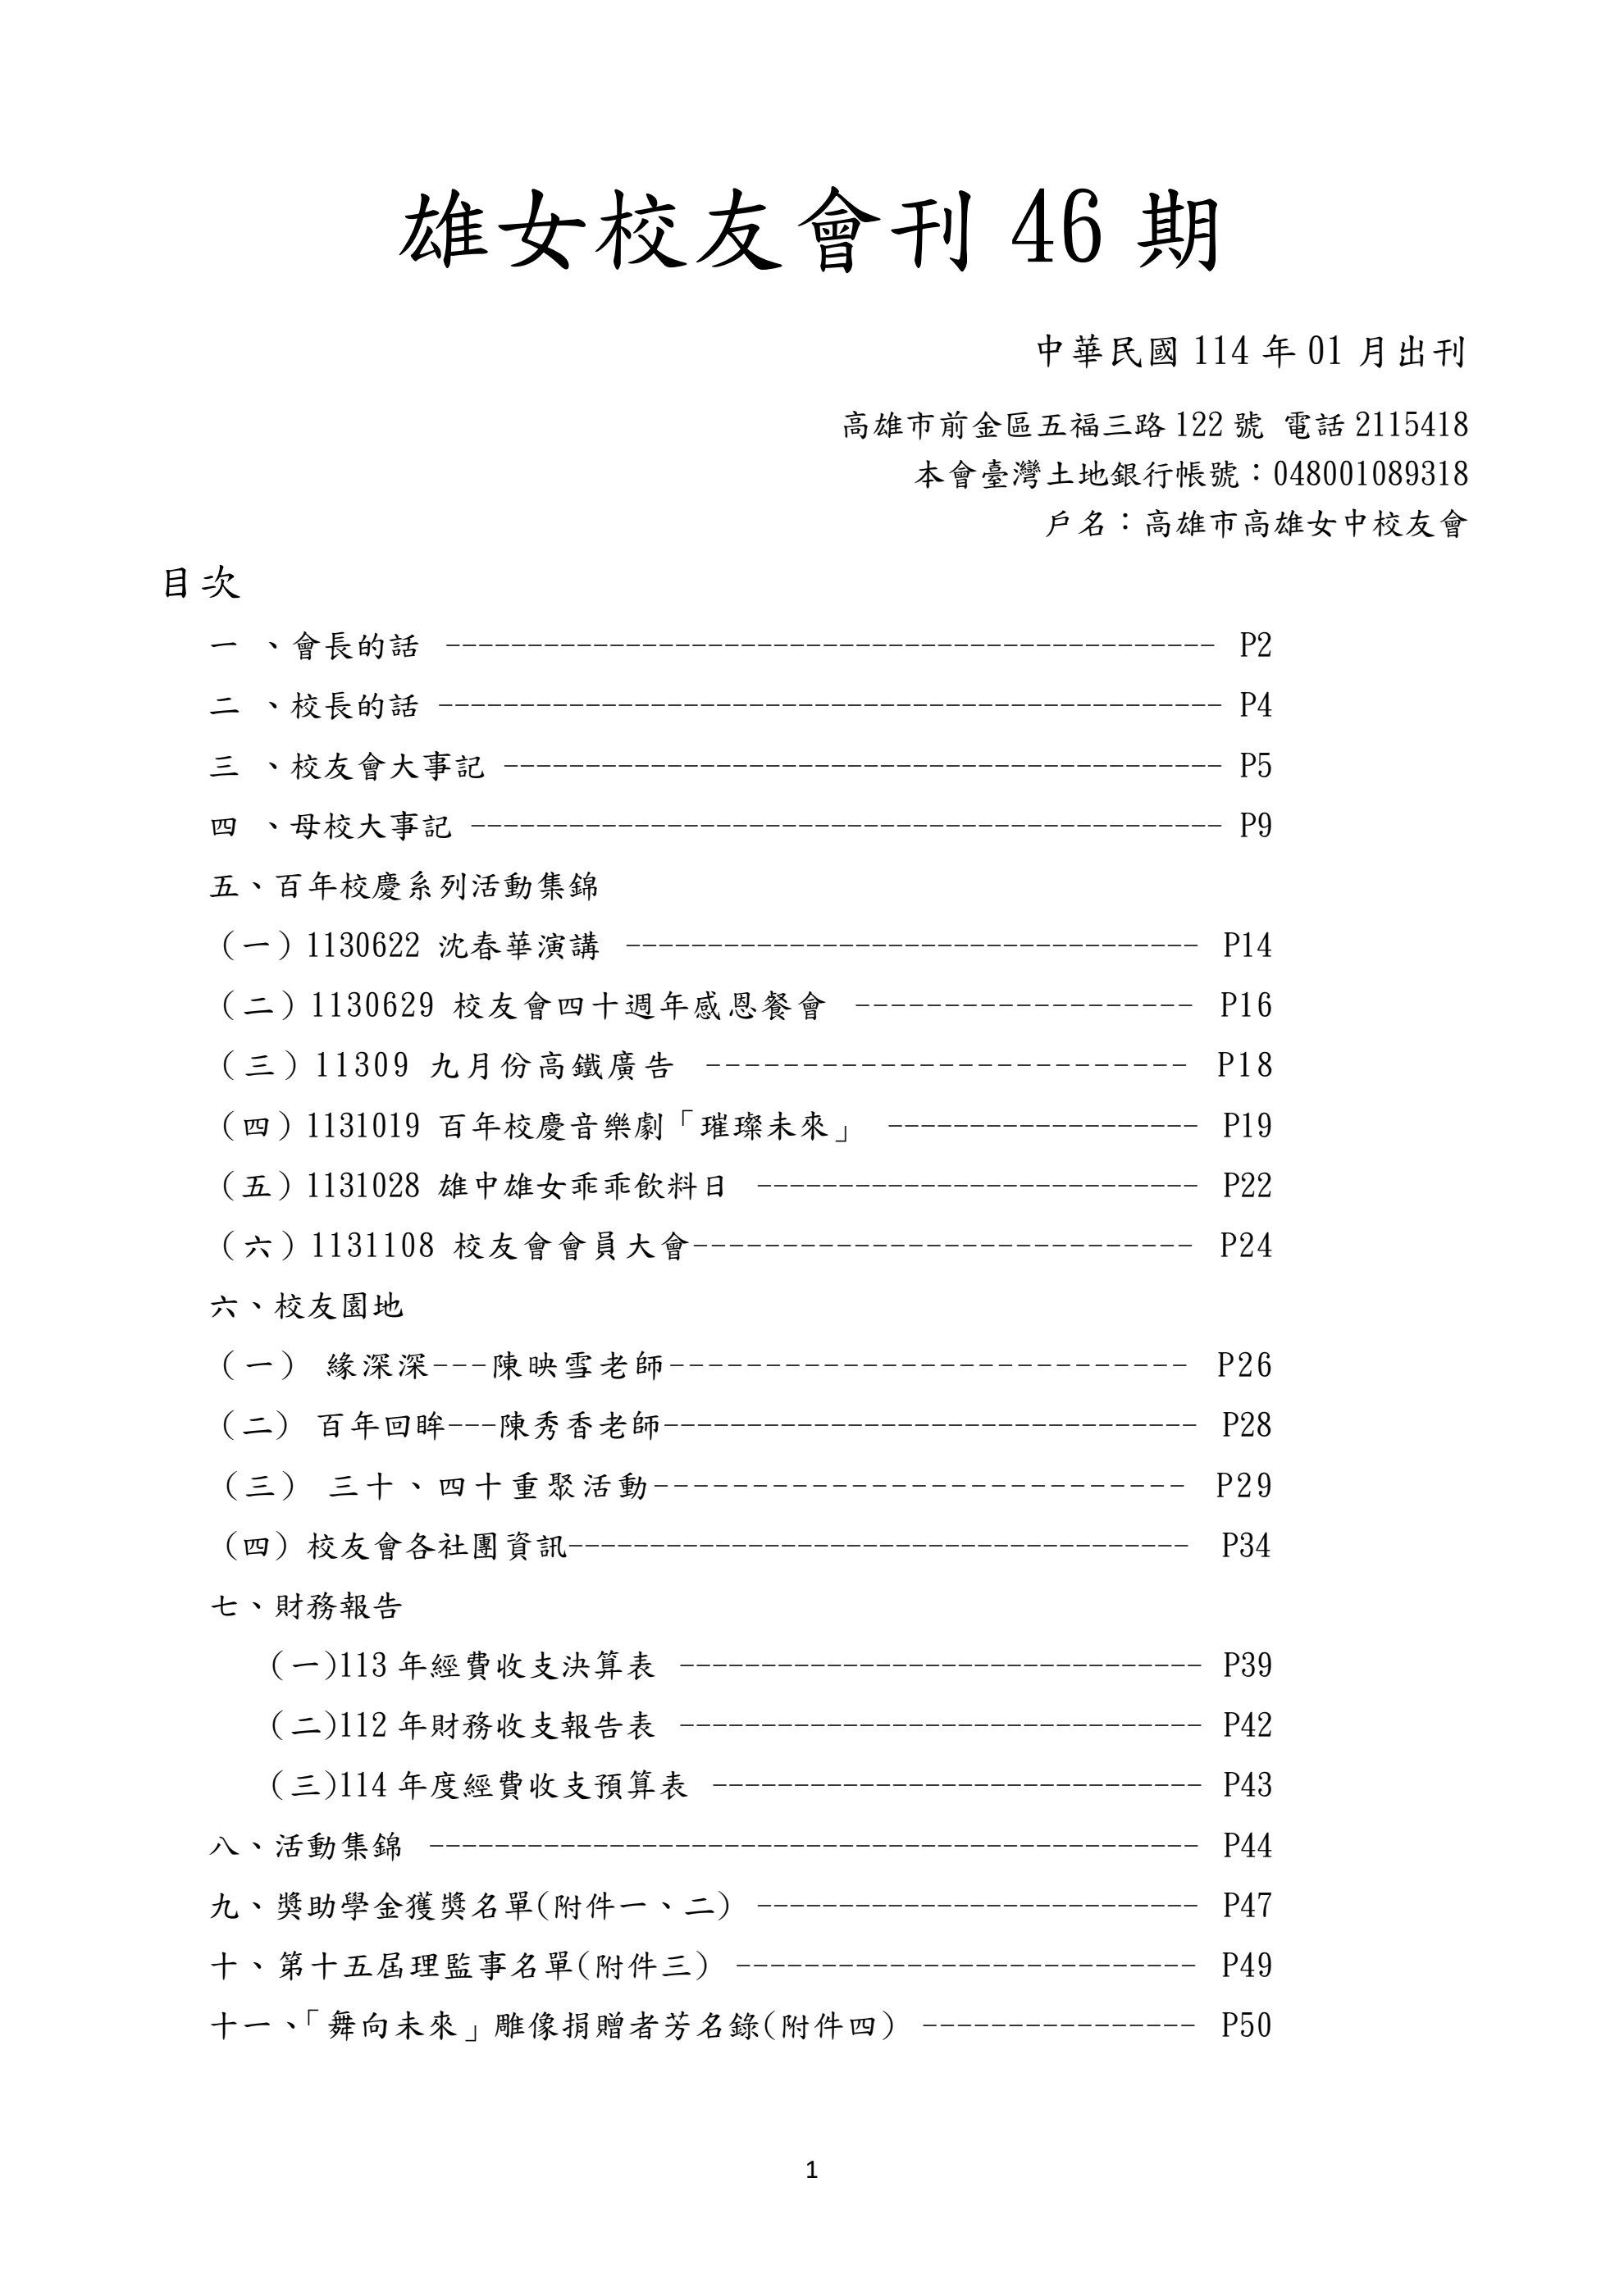 雄女校友會刊 46 期
中華民國 114 年 01 月出刊
高雄市前金區五福三路 122 號 電話 2115418
本會臺灣土地銀行帳號：048001089318
戶名：高雄市高雄女中校友會
目次
一 、會長的話 ----------------------------------------------- P2
二 、校長的話 ------------------------------------------------ P4
三 、校友會大事記 -------------------------------------------- P5
四 、母校大事記 ---------------------------------------------- P9
五、百年校慶系列活動集錦
（一）1130622 沈春華演講 ----------------------------------- P14
（二）1130629 校友會四十週年感恩餐會 -------------------- P16
（三）11309 九月份高鐵廣告 ------------------------- P18
（四）1131019 百年校慶音樂劇「璀璨未來」 ------------------- P19
（五）1131028 雄中雄女乖乖飲料日 --------------------------- P22
（六）1131108 校友會會員大會---------------------------- P24
六、校友園地
（一） 緣深深---陳映雪老師--------------------------- P26
（二） 百年回眸---陳秀香老師-------------------------------- P28
（三） 三十、四十重聚活動--------------------------- P29
（四）校友會各社團資訊-------------------------------------- P34
七、財務報告
（一)113 年經費收支決算表 -------------------------------- P39
（二)112 年財務收支報告表 -------------------------------- P42
（三)114 年度經費收支預算表 ------------------------------ P43
八、活動集錦 ----------------------------------------------- P44
九、獎助學金獲獎名單(附件一、二) --------------------------- P47
十、第十五屆理監事名單(附件三) ---------------------------- P49
十一、「舞向未來」雕像捐贈者芳名錄(附件四) ----------------- P50
1